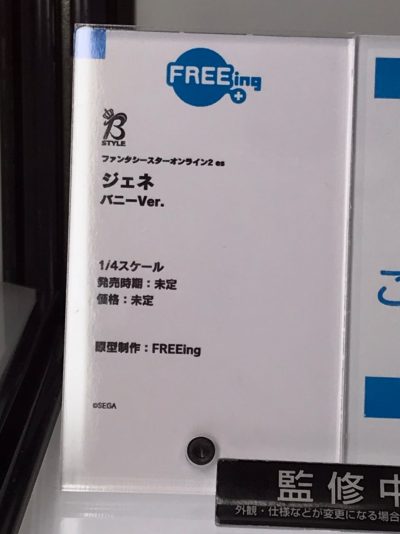 FREEing
B
STYLE
ファンタシースターオンライン2 es
ジェネ
バニーVer.
1/4スケール
発売時期：未定
価格：未定
原型制作：FREEing
©SEGA
こ
監修中
外観・仕様などが変更になる場合